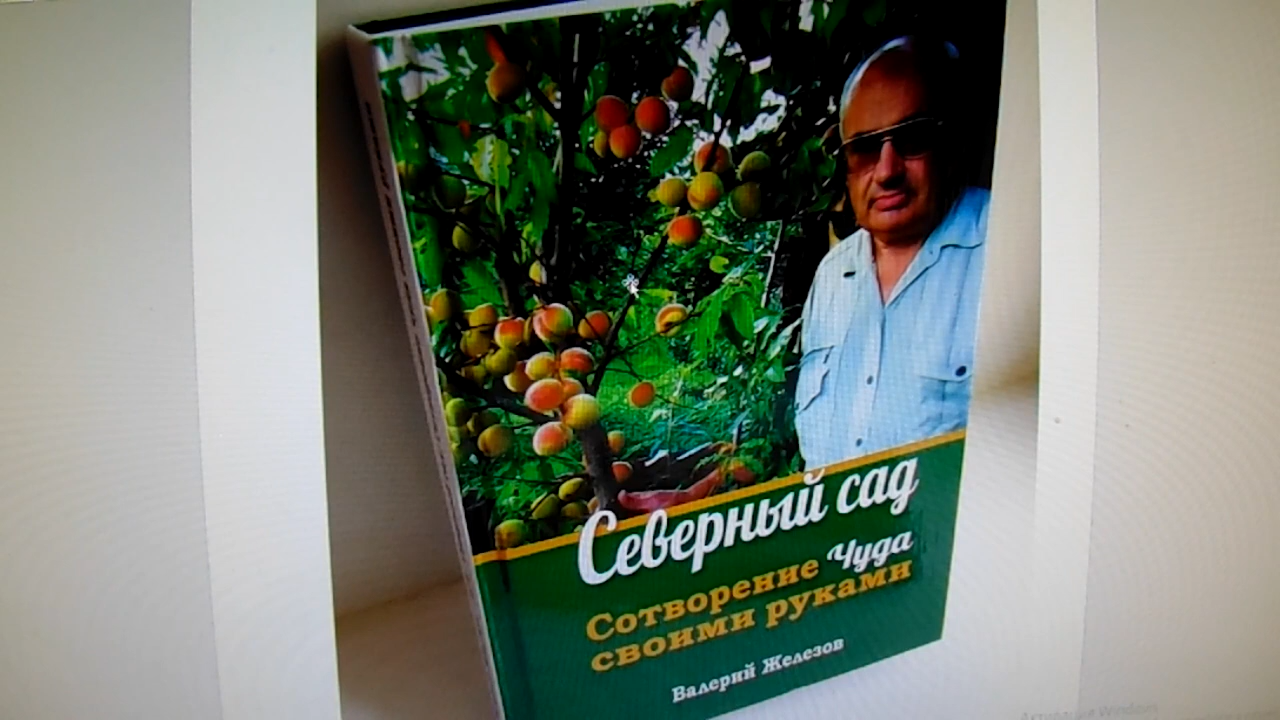 Северный сад
Сотворение Чуда
своими руками
Валерий Железов